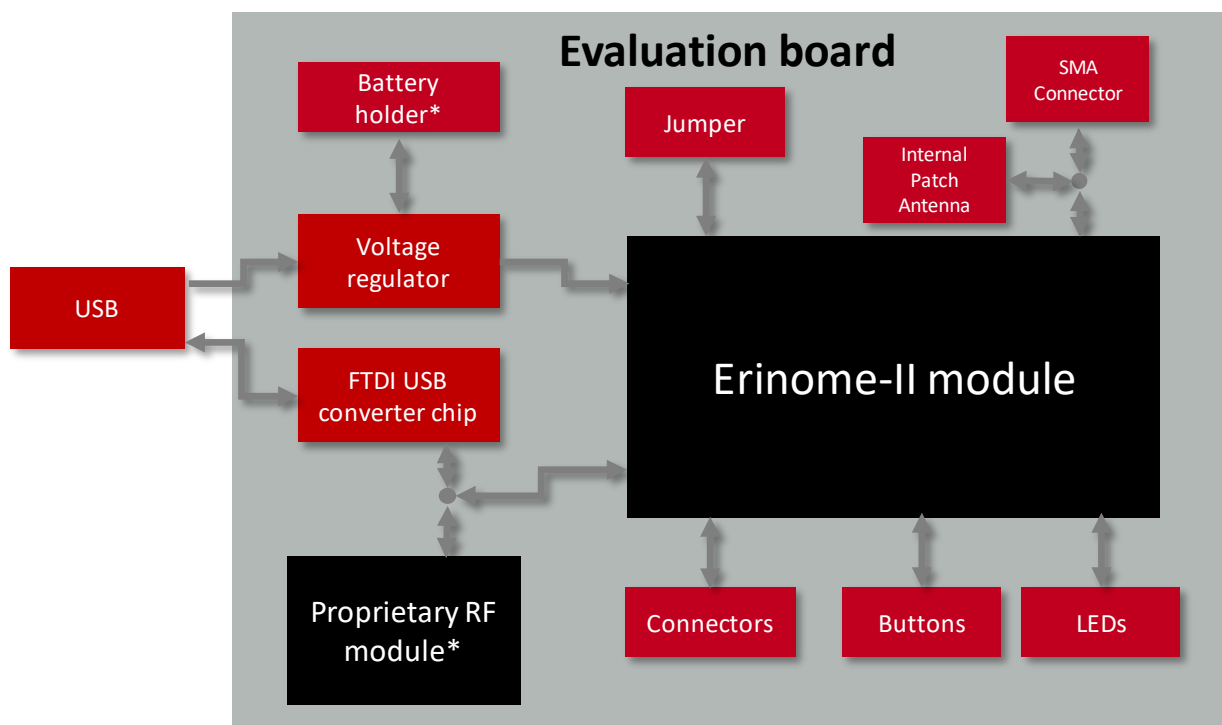 Evaluation board
Battery
holder*
Jumper
SMA
Connector
Internal
Patch
Antenna
Voltage
regulator
USB
FTDI USB
converter chip
Erinome-II module
Proprietary RF
module*
Connectors
Buttons
LEDs